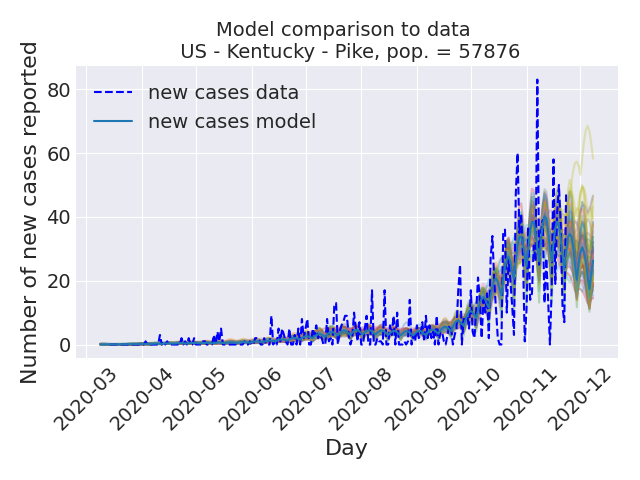 Model comparison to data
US - Kentucky - Pike, pop. = 57876
Number of new cases reported
80
60
40
20
0
new cases data
new cases model
2020-03
2020-04
2020-05
2020-06
2020-07
2020-08
2020-09
2020-10
2020-11
2020-12
Day